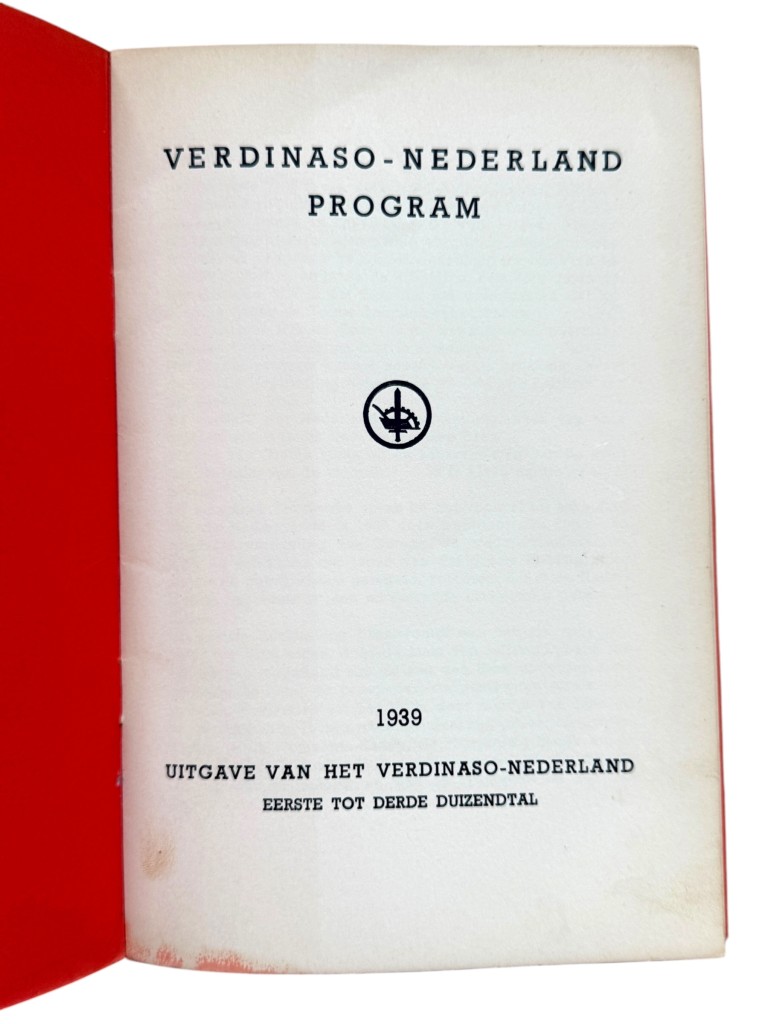 VERDINASO-NEDERLAND
PROGRAM
1939
UITGAVE VAN HET VERDINASO-NEDERLAND
EERSTE TOT DERDE DUIZENDTAL